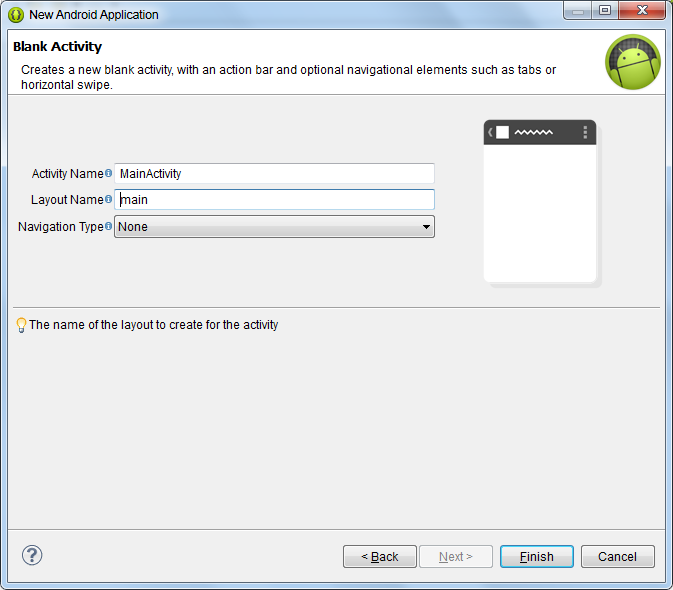 New Android Application
Blank Activity
Creates a new blank activity, with an action bar and optional navigational elements such as tabs or
horizontal swipe.
Activity Name MainActivity
Layout Name main
Navigation Type None
The name of the layout to create for the activity
< Back Next > Finish Cancel